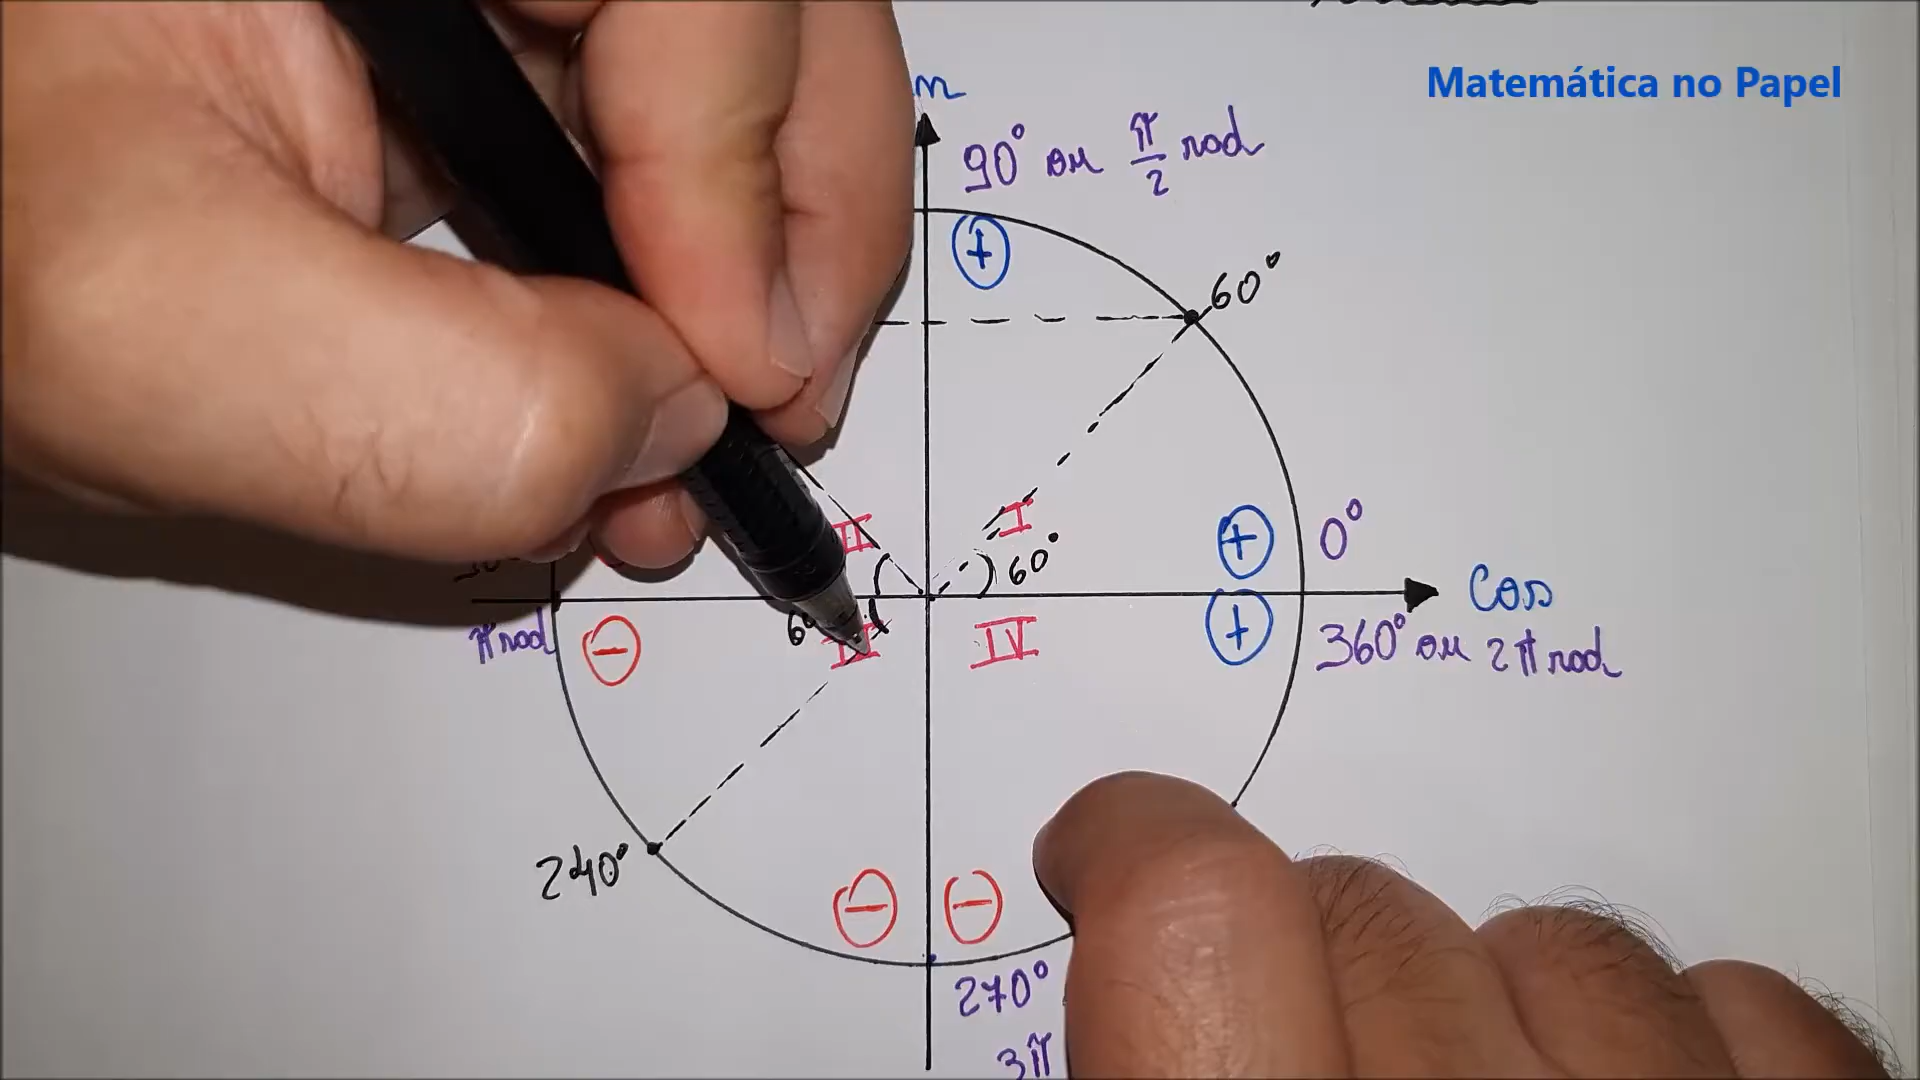 Matemática no Papel
90° ou π/2 rad
+
60°
II
I
60°
+
0°
cos
π rad
−
IV
+
360° ou 2π rad
240°
−
−
270°
3π